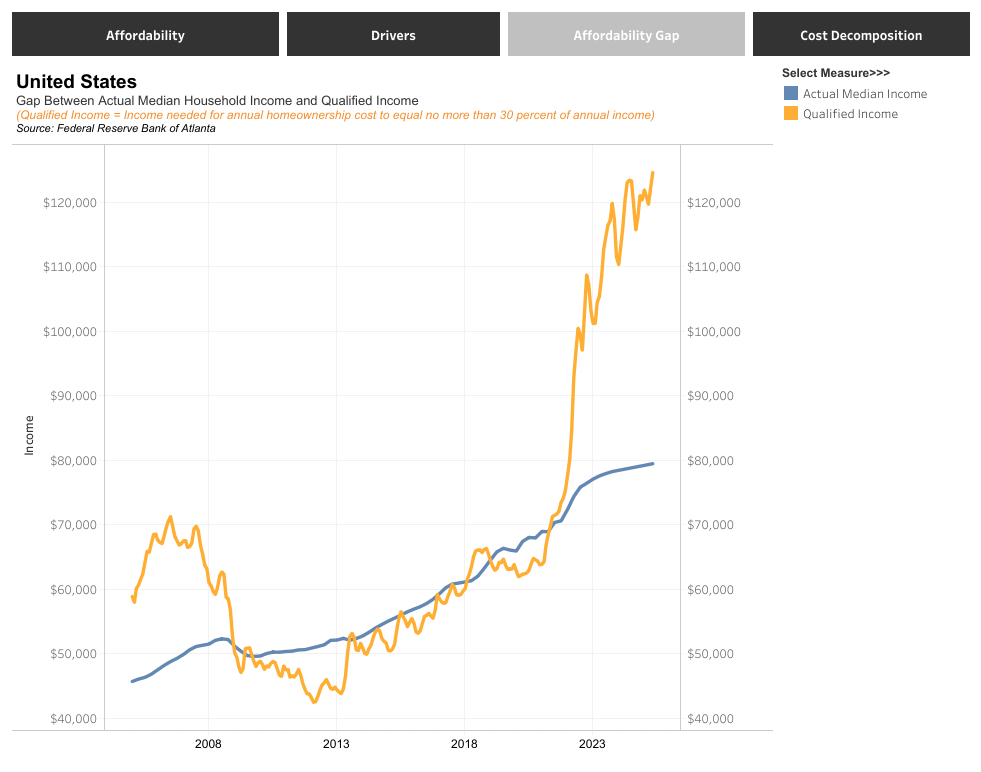 Affordability
Drivers
Affordability Gap
Cost Decomposition
United States
Gap Between Actual Median Household Income and Qualified Income
(Qualified Income = Income needed for annual homeownership cost to equal no more than 30 percent of annual income)
Source: Federal Reserve Bank of Atlanta
Select Measure>>>
Actual Median Income
Qualified Income
Income
$120,000
$110,000
$100,000
$90,000
$80,000
$70,000
$60,000
$50,000
$40,000
$120,000
$110,000
$100,000
$90,000
$80,000
$70,000
$60,000
$50,000
$40,000
2008
2013
2018
2023